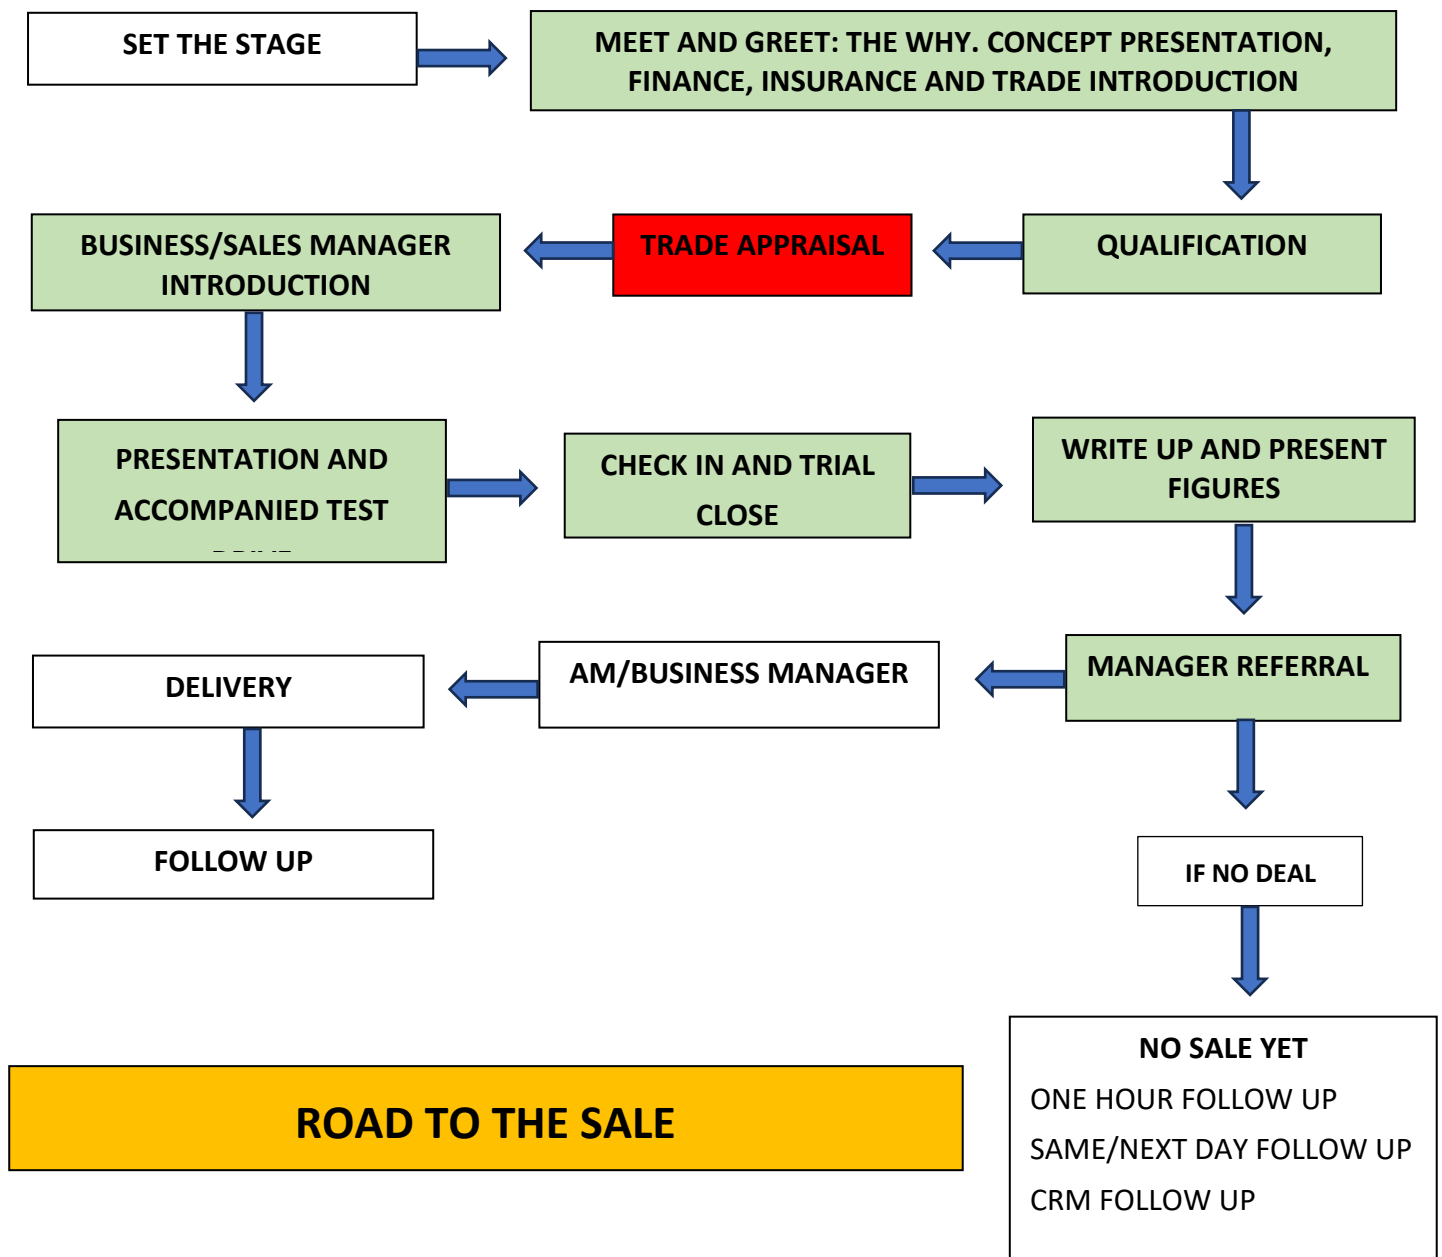 SET THE STAGE
MEET AND GREET: THE WHY. CONCEPT PRESENTATION,
FINANCE, INSURANCE AND TRADE INTRODUCTION
BUSINESS/SALES MANAGER
INTRODUCTION
TRADE APPRAISAL
QUALIFICATION
PRESENTATION AND
ACCOMPANIED TEST
CHECK IN AND TRIAL
CLOSE
WRITE UP AND PRESENT
FIGURES
DELIVERY
AM/BUSINESS MANAGER
MANAGER REFERRAL
FOLLOW UP
IF NO DEAL
NO SALE YET
ONE HOUR FOLLOW UP
SAME/NEXT DAY FOLLOW UP
CRM FOLLOW UP
ROAD TO THE SALE